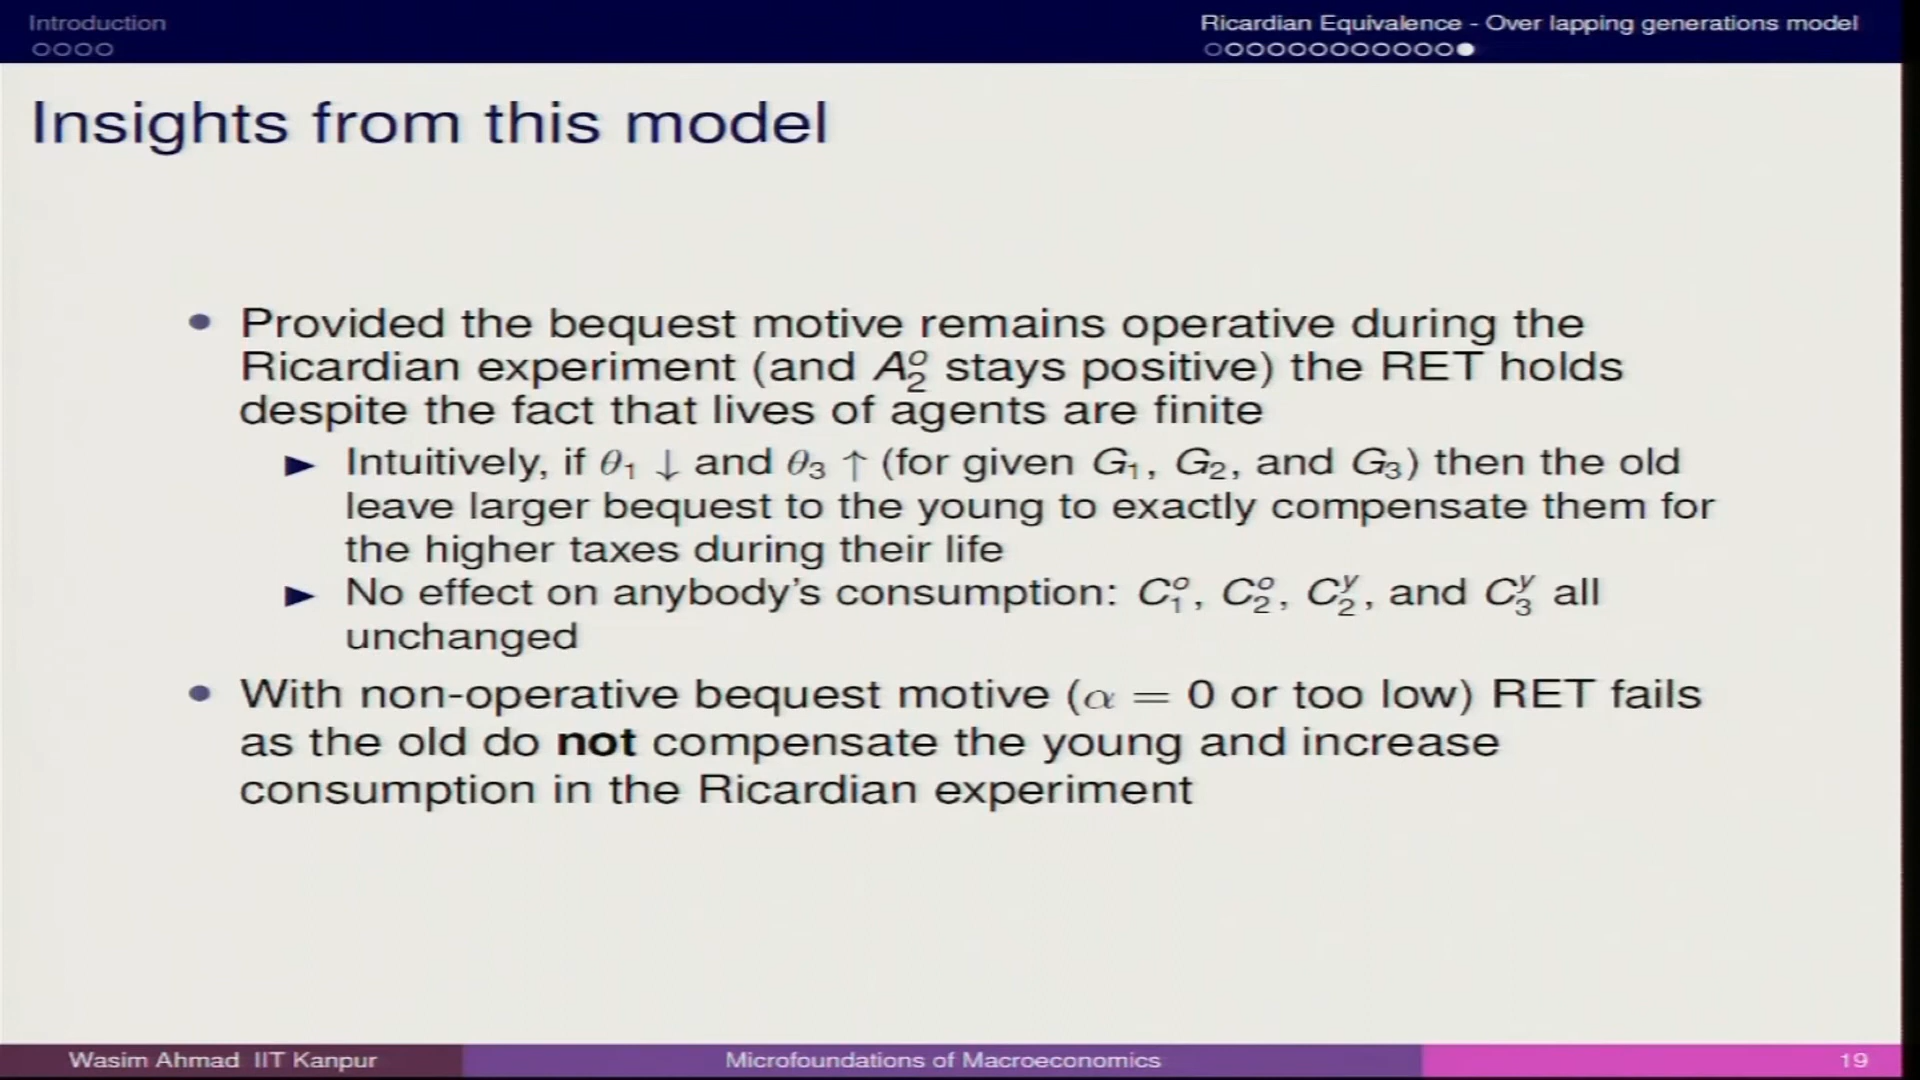 Introduction
Ricardian Equivalence - Over lapping generations model
Insights from this model
• Provided the bequest motive remains operative during the
Ricardian experiment (and A₂ᵒ stays positive) the RET holds
despite the fact that lives of agents are finite
► Intuitively, if θ₁ ↓ and θ₃ ↑ (for given G₁, G₂, and G₃) then the old
leave larger bequest to the young to exactly compensate them for
the higher taxes during their life
► No effect on anybody's consumption: C₁ᵒ, C₂ᵒ, C₂ʸ, and C₃ʸ all
unchanged
• With non-operative bequest motive (α = 0 or too low) RET fails
as the old do not compensate the young and increase
consumption in the Ricardian experiment
Wasim Ahmad IIT Kanpur
Microfoundations of Macroeconomics
19